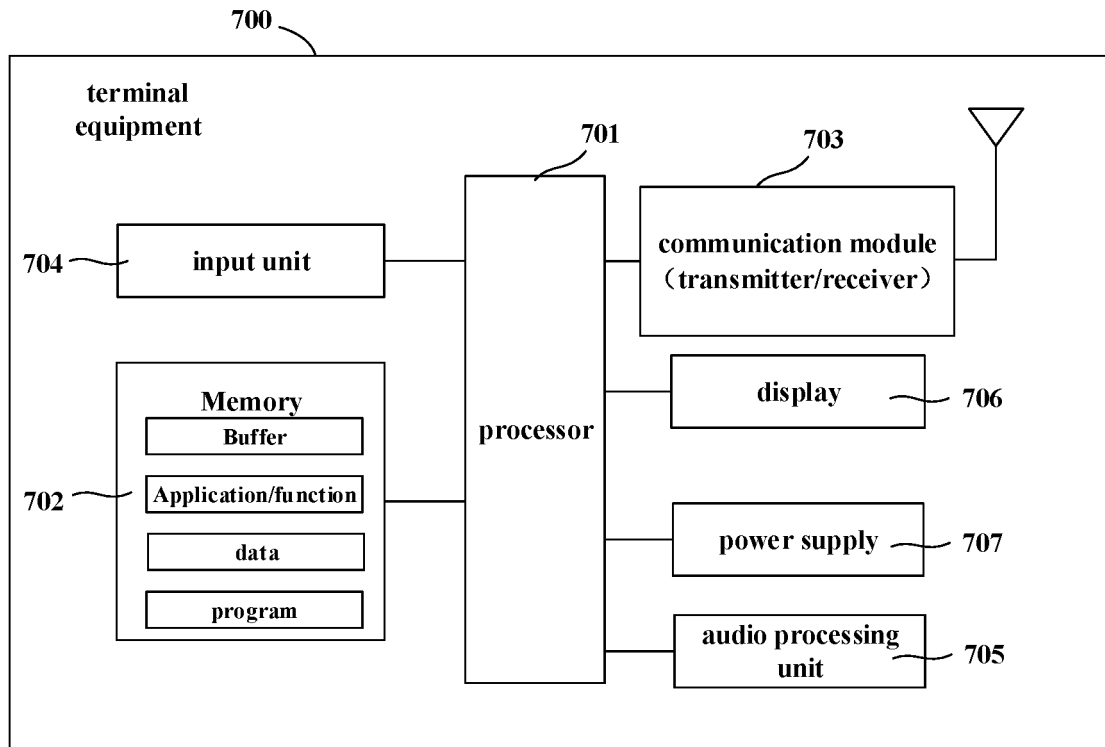 700
terminal
equipment
701
703
704
input unit
communication module
（transmitter/receiver）
Memory
Buffer
702
Application/function
data
program
processor
display
706
power supply
707
audio processing
unit
705